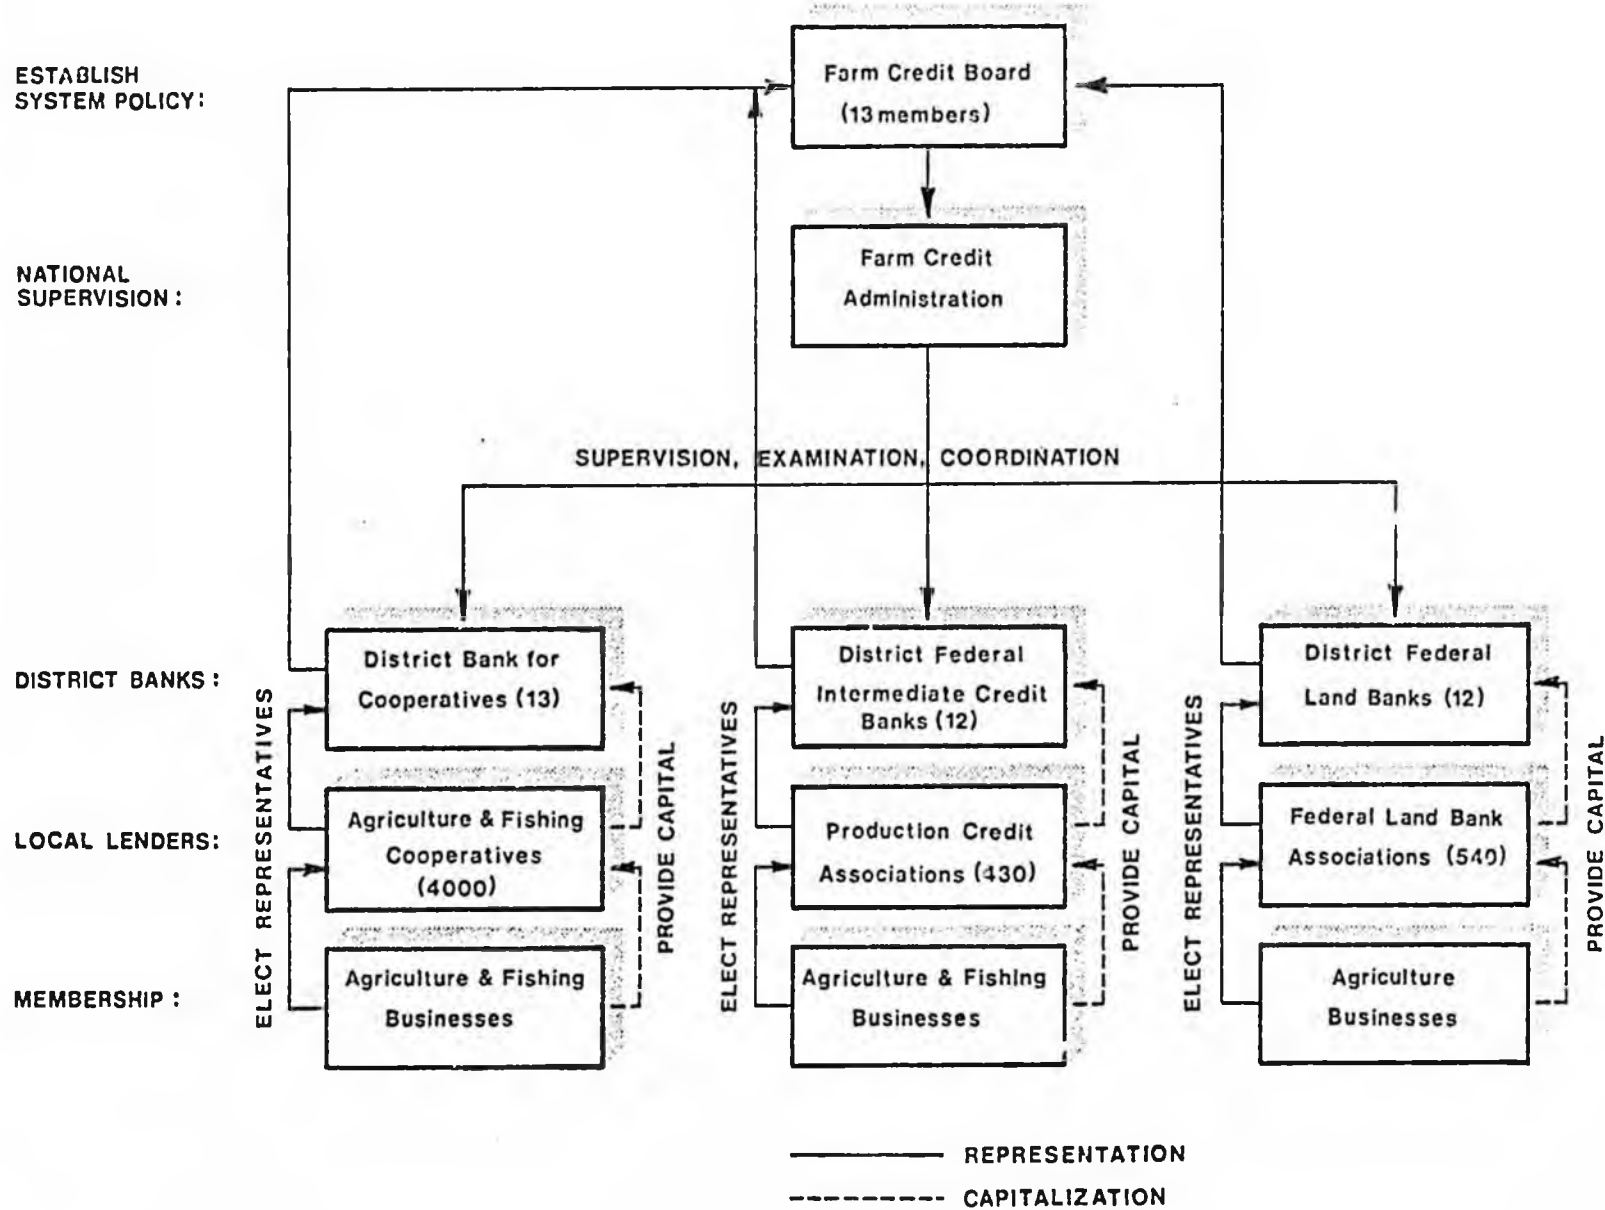 ESTABLISH
SYSTEM POLICY:
Farm Credit Board
(13 members)
NATIONAL
SUPERVISION:
Farm Credit
Administration
SUPERVISION, EXAMINATION, COORDINATION
DISTRICT BANKS:
District Bank for
Cooperatives (13)
District Federal
Intermediate Credit
Banks (12)
District Federal
Land Banks (12)
LOCAL LENDERS:
Agriculture & Fishing
Cooperatives
(4000)
Production Credit
Associations (430)
Federal Land Bank
Associations (540)
MEMBERSHIP:
Agriculture & Fishing
Businesses
Agriculture & Fishing
Businesses
Agriculture
Businesses
ELECT REPRESENTATIVES
PROVIDE CAPITAL
ELECT REPRESENTATIVES
PROVIDE CAPITAL
ELECT REPRESENTATIVES
PROVIDE CAPITAL
REPRESENTATION
CAPITALIZATION